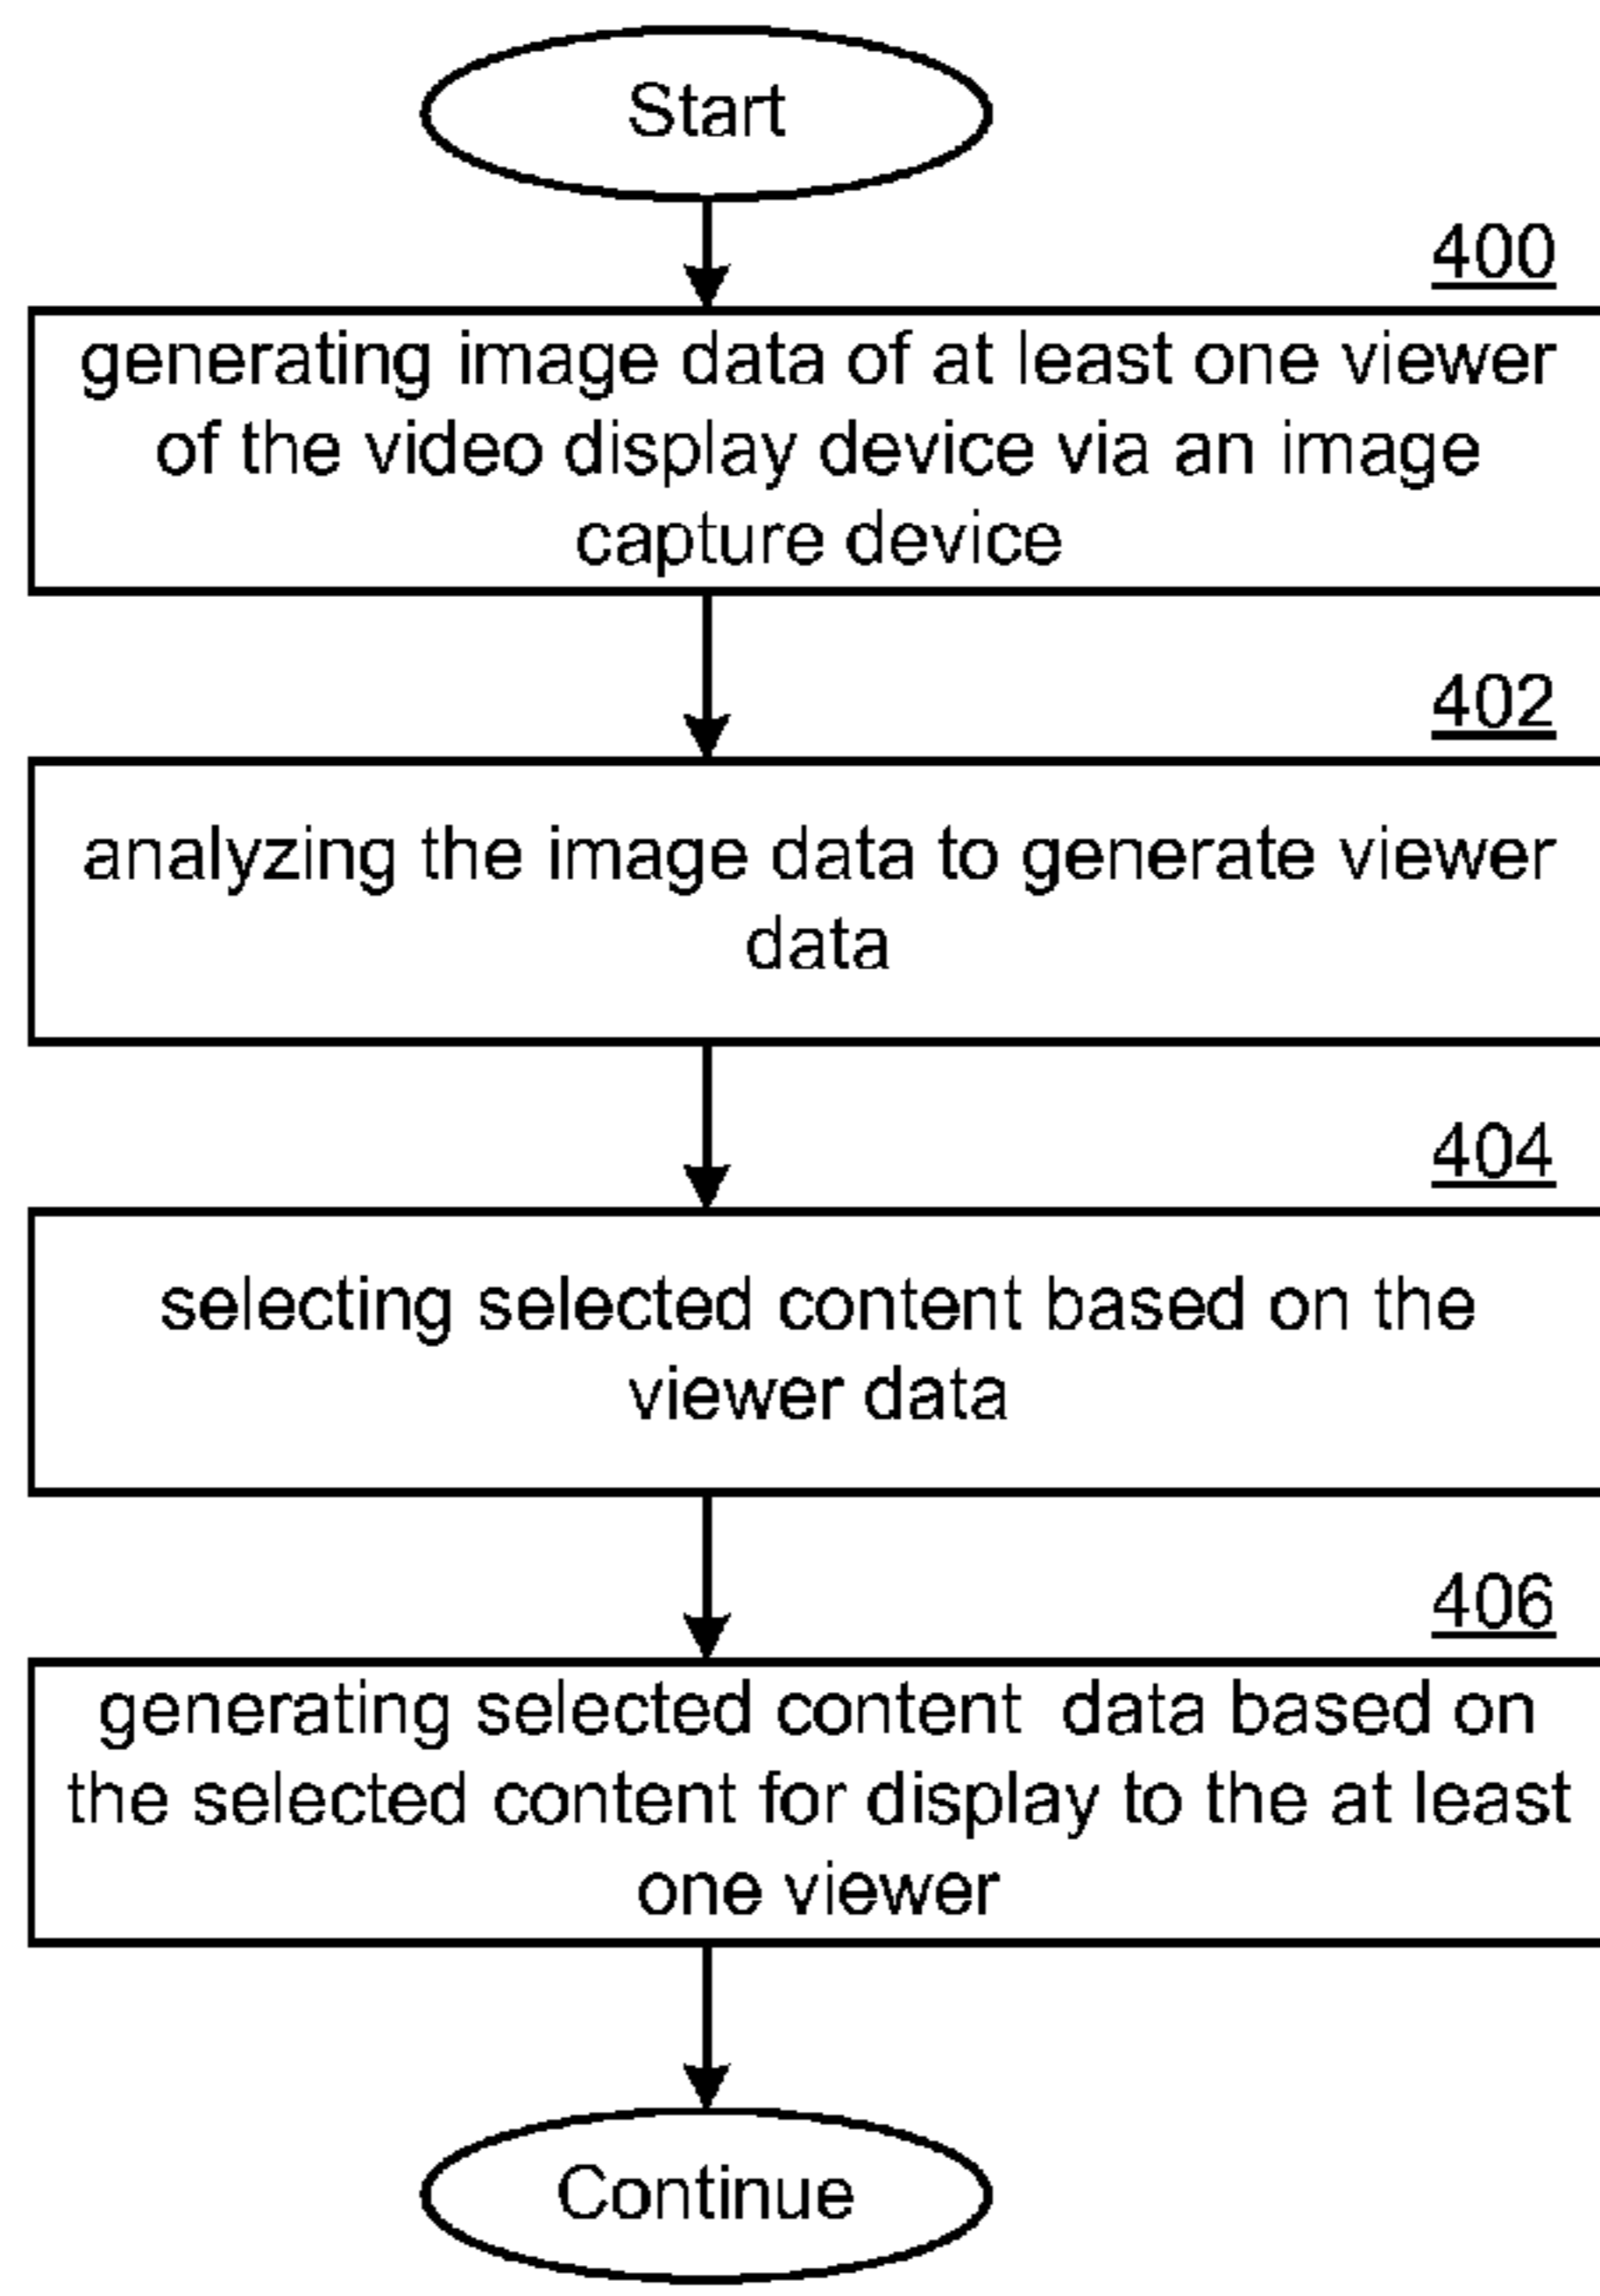 Start
400
generating image data of at least one viewer
of the video display device via an image
capture device
402
analyzing the image data to generate viewer
data
404
selecting selected content based on the
viewer data
406
generating selected content  data based on
the selected content for display to the at least
one viewer
Continue